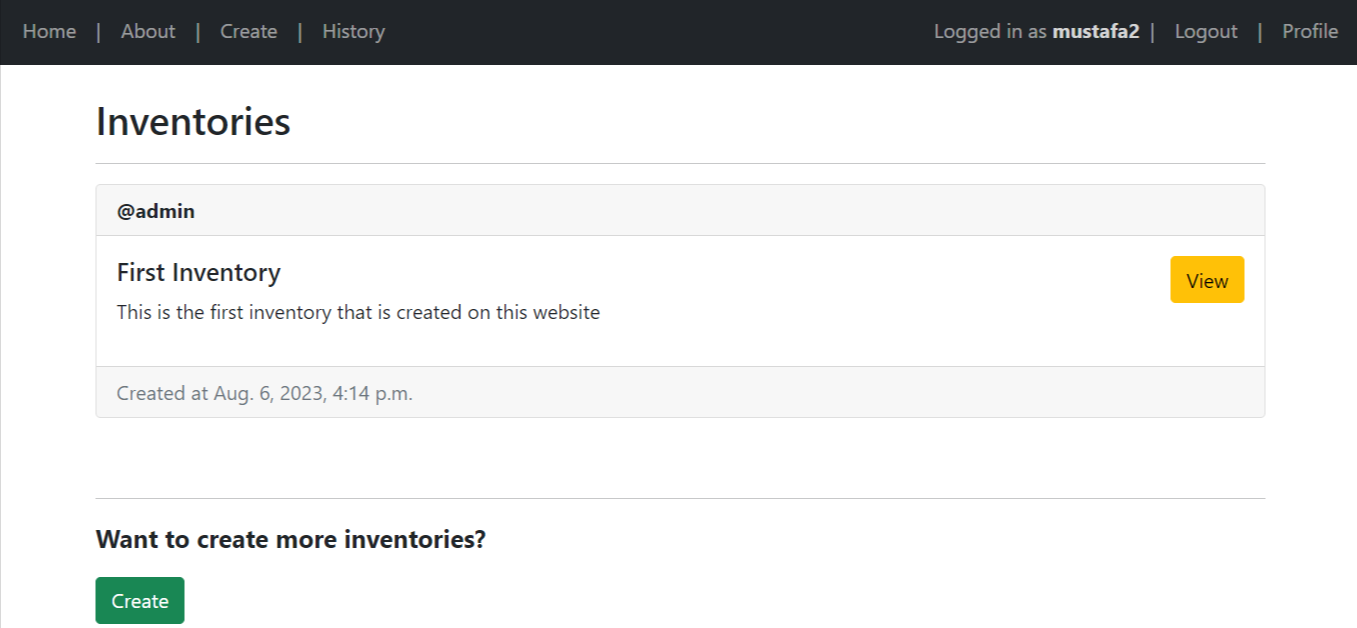 Home | About | Create | History Logged in as mustafa2 | Logout | Profile
Inventories
@admin
First Inventory
View
This is the first inventory that is created on this website
Created at Aug. 6, 2023, 4:14 p.m.
Want to create more inventories?
Create